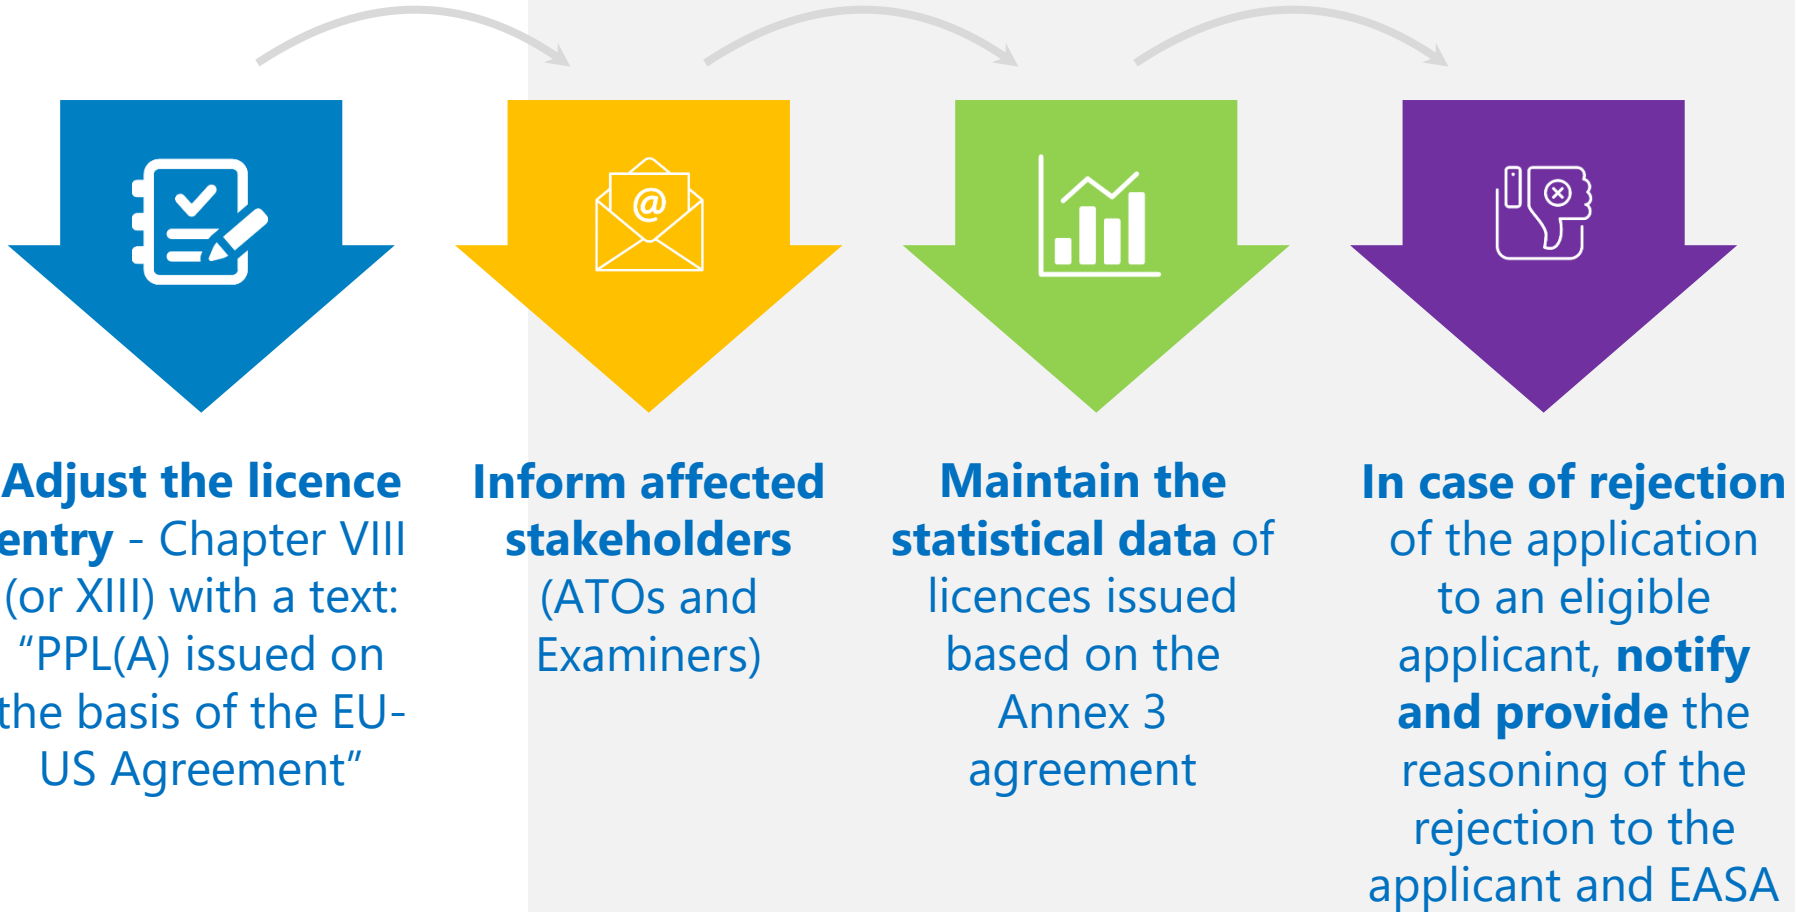 @
Adjust the licence
entry - Chapter VIII
(or XIII) with a text:
“PPL(A) issued on
the basis of the EU-
US Agreement”
Inform affected
stakeholders
(ATOs and
Examiners)
Maintain the
statistical data of
licences issued
based on the
Annex 3
agreement
In case of rejection
of the application
to an eligible
applicant, notify
and provide the
reasoning of the
rejection to the
applicant and EASA